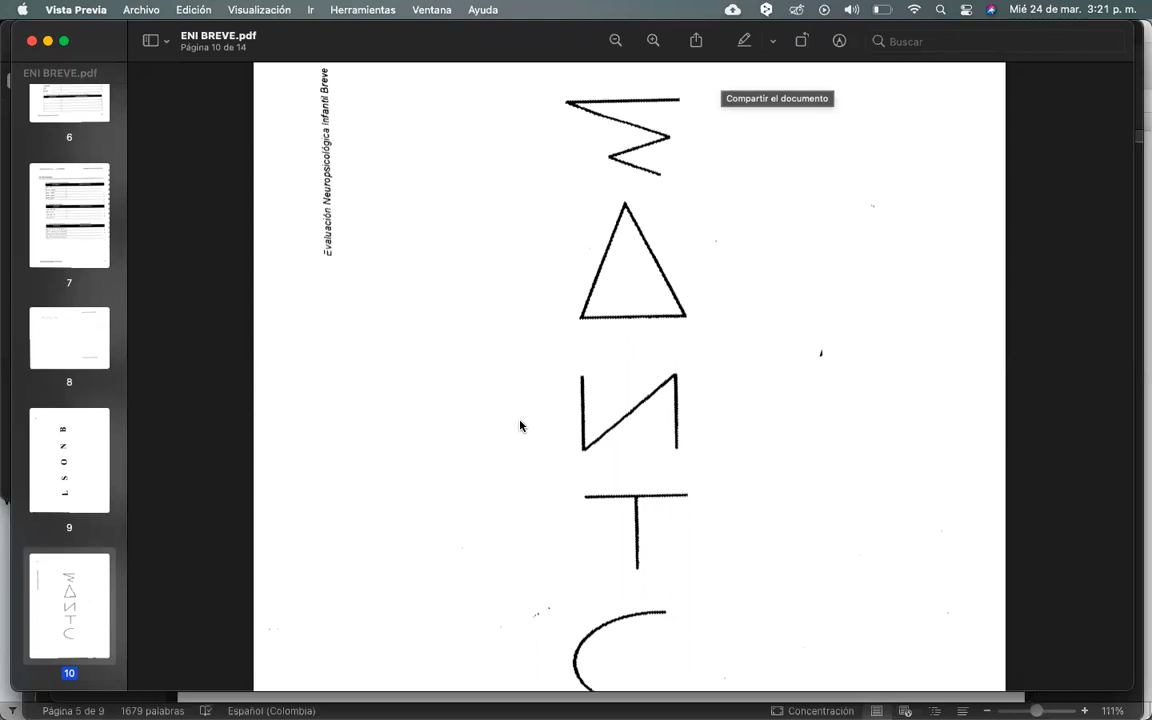 Vista Previa Archivo Edición Visualización Ir Herramientas Ventana Ayuda Mié 24 de mar. 3:21 p. m.
ENI BREVE.pdf
Página 10 de 14
Buscar
ENI BREVE.pdf
Compartir el documento
Evaluación Neuropsicológica Infantil Breve
6
7
8
L S O N B
9
10
Página 5 de 9 1679 palabras Español (Colombia) Concentración 111%